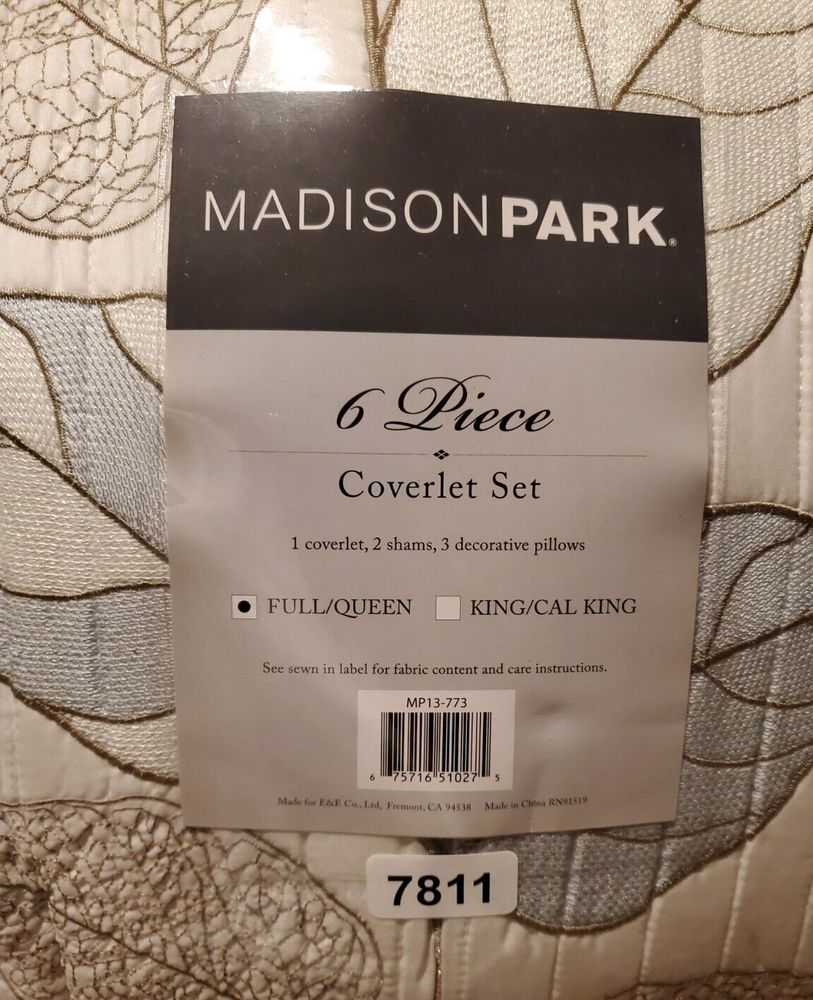 MADISONPARK®
6 Piece
Coverlet Set
1 coverlet, 2 shams, 3 decorative pillows
FULL/QUEEN KING/CAL KING
See sewn in label for fabric content and care instructions.
MP13-773
6 75716 51027 5
Made for E&E Co., Ltd, Fremont, CA 94538 Made in China RN91519
7811